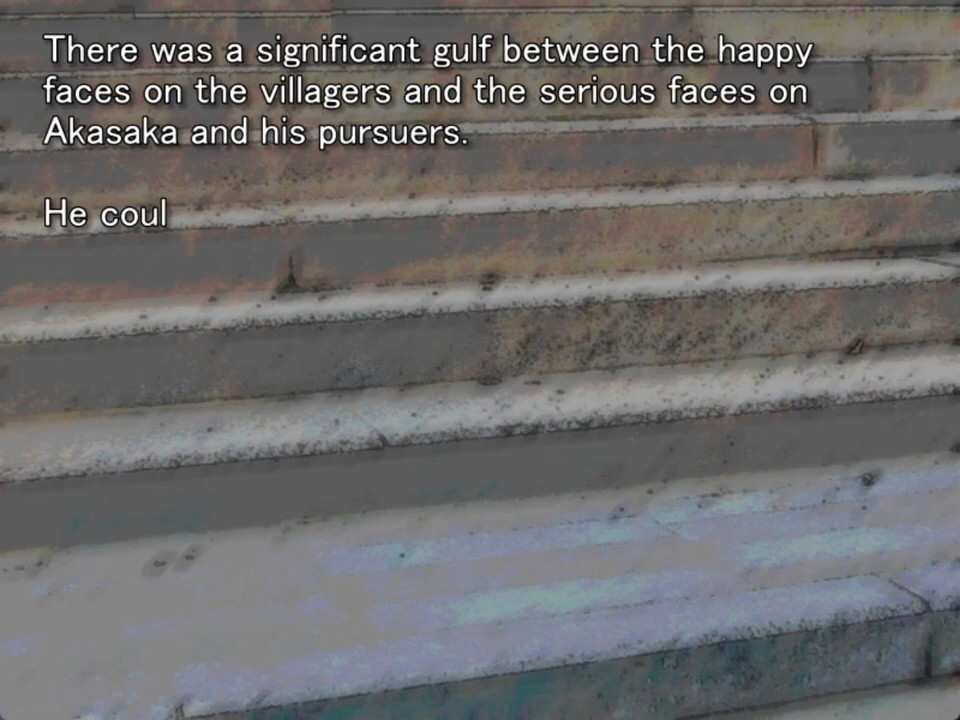 There was a significant gulf between the happy
faces on the villagers and the serious faces on
Akasaka and his pursuers.
He coul